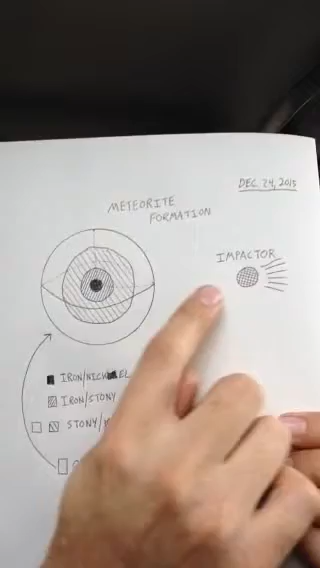 DEC. 24, 2015
METEORITE
FORMATION
IMPACTOR
IRON/NICKEL
IRON/STONY
STONY/